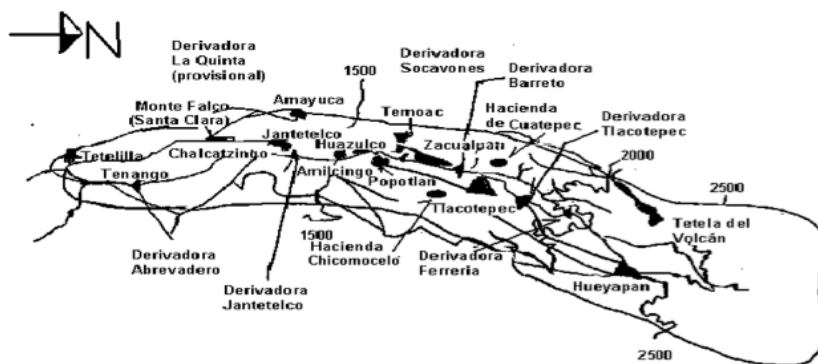 N
Derivadora
La Quinta
(provisional)
1500
Derivadora
Socavones
Derivadora
Barreto
Monte Falco
(Santa Clara)
Amayuca
Temoac
Hacienda
de Cuatepec
Derivadora
Tlacotepec
Jantetelco
Huazulco
Zacualpan
2000
Tetelilla
Chalcatzingo
Tenango
Amilcingo
Popotlan
2500
Tlacotepec
Tetela del
Volcán
1500
Hacienda
Chicomocelo
Derivadora
Ferreria
Derivadora
Abrevadero
Derivadora
Jantetelco
Hueyapan
2500